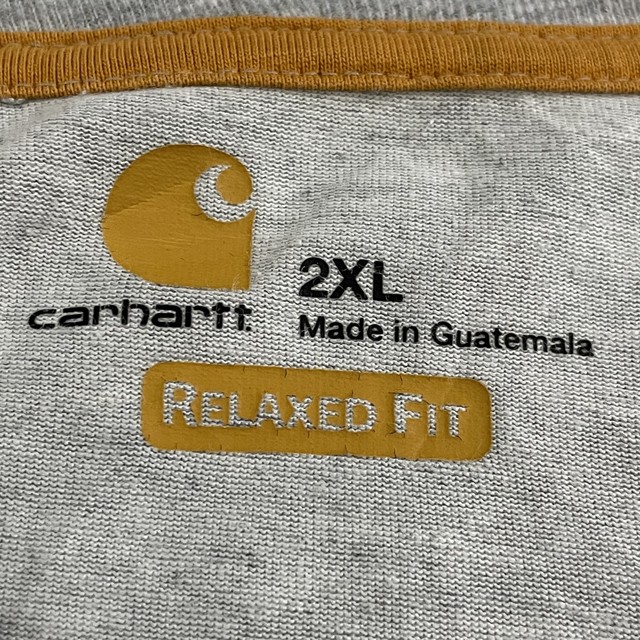 carhartt
2XL
Made in Guatemala
RELAXED FIT